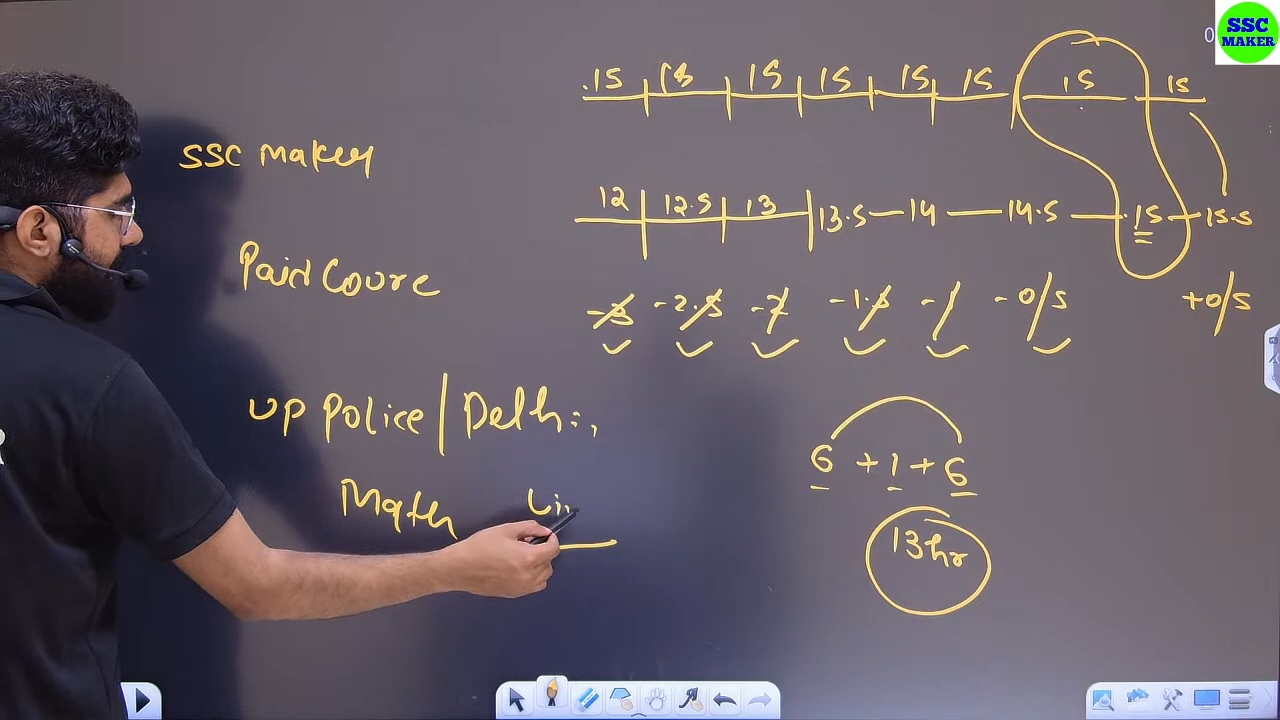 SSC
MAKER
.15 15 15 15 15 15 15 15
SSC maker
12 12.5 13 13.5 14 14.5 15 15.5
Paid Coure
-3 -2.5 -2 -1.5 -1 -0/5 +0/5
UP Police / Delhi
6 + 1 + 6
Math
13hr